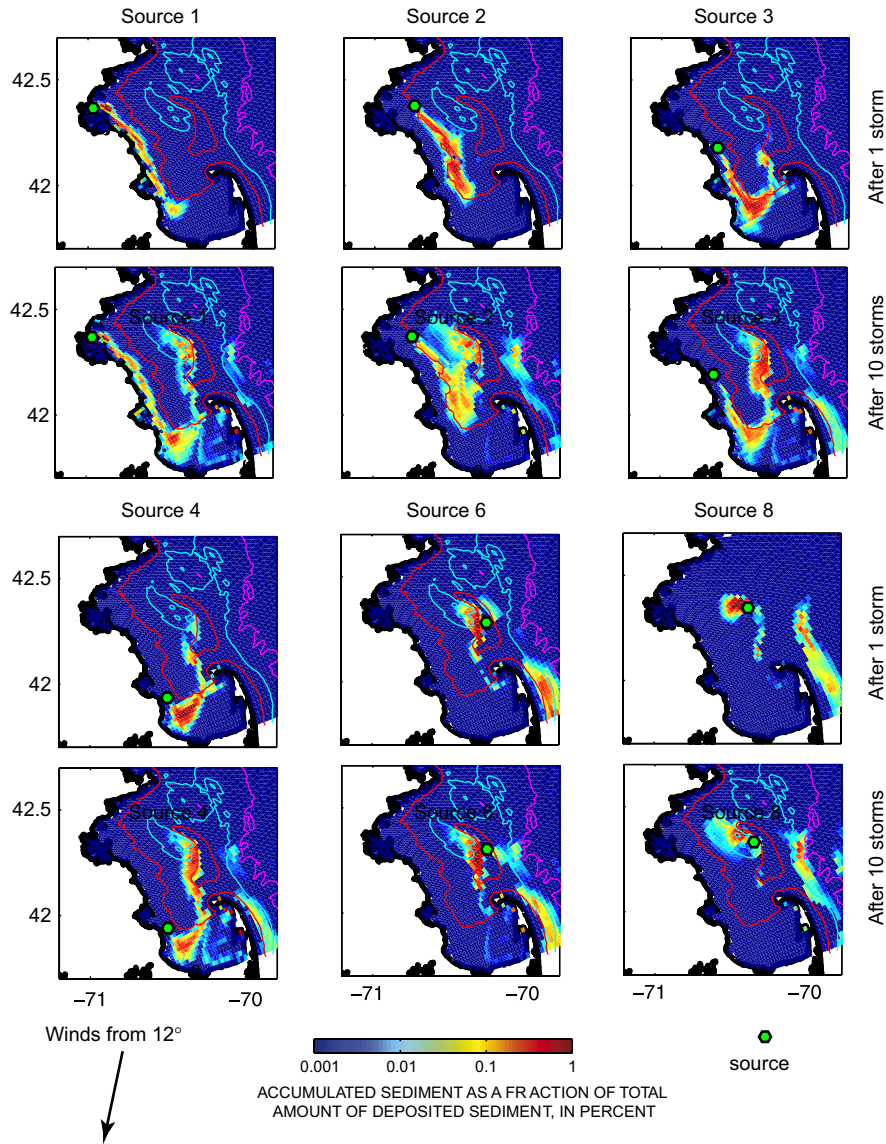 Source 1 Source 2 Source 3
42.5
42
After 1 storm
42.5
42
Source 1 Source 2 Source 3
After 10 storms
Source 4 Source 6 Source 8
42.5
42
After 1 storm
42.5
42
Source 4 Source 6 Source 8
After 10 storms
−71 −70 −71 −70 −71 −70
Winds from 12°
0.001 0.01 0.1 1
source
ACCUMULATED SEDIMENT AS A FRACTION OF TOTAL
AMOUNT OF DEPOSITED SEDIMENT, IN PERCENT